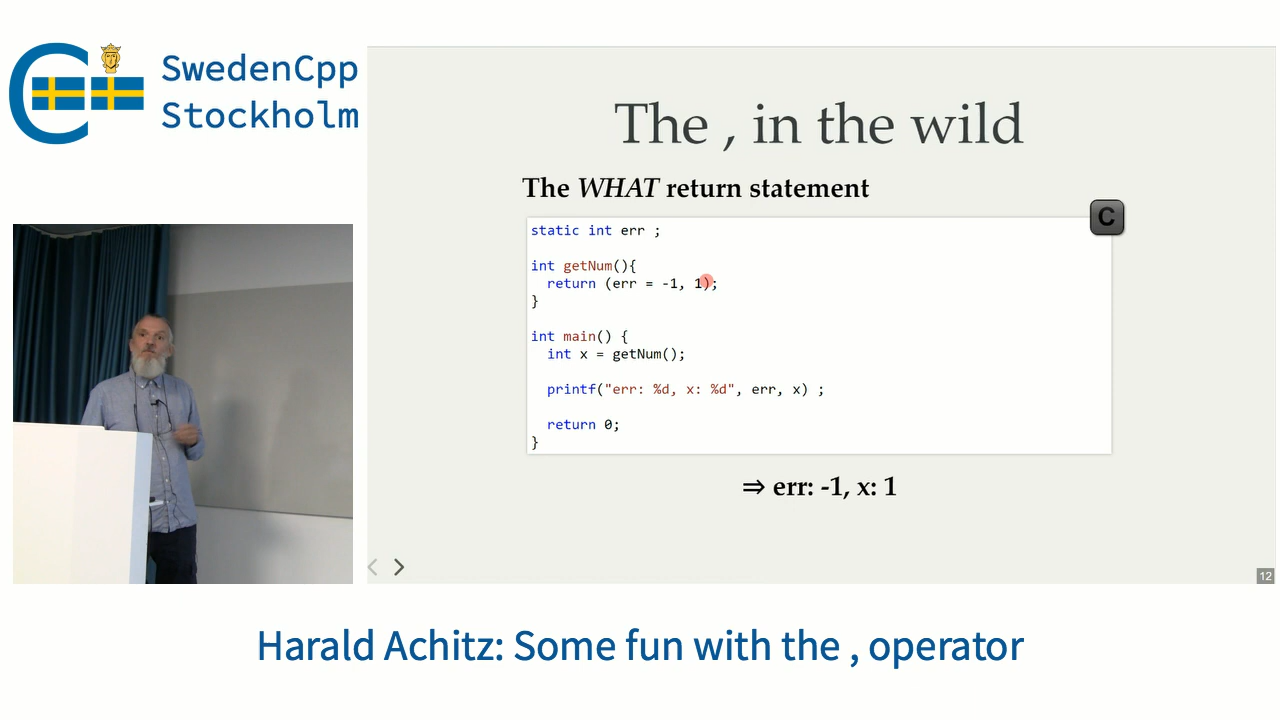 SwedenCpp
Stockholm
The , in the wild
The WHAT return statement
C
static int err ;
int getNum(){
return (err = -1, 1);
}
int main() {
int x = getNum();
printf("err: %d, x: %d", err, x) ;
return 0;
}
⇒ err: -1, x: 1
12
Harald Achitz: Some fun with the , operator